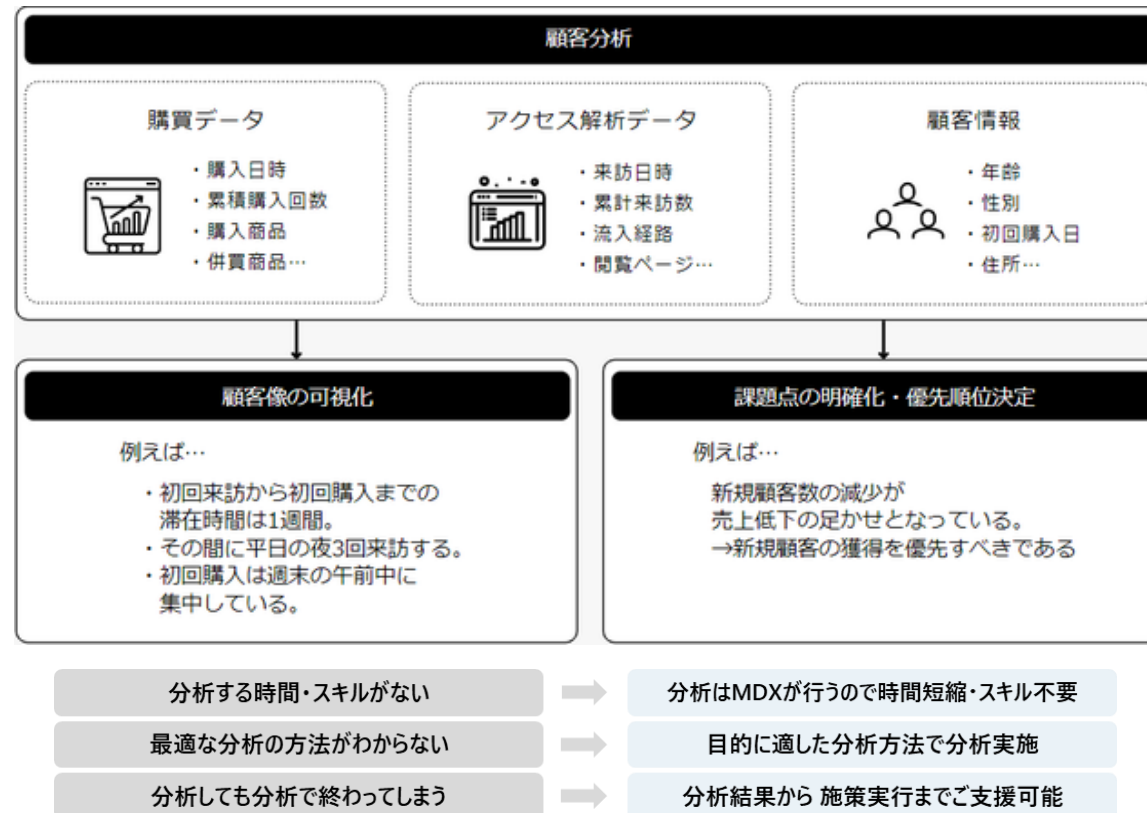 顧客分析
購買データ
・購入日時
・累積購入回数
・購入商品
・併買商品…
アクセス解析データ
・来訪日時
・累計来訪数
・流入経路
・閲覧ページ…
顧客情報
・年齢
・性別
・初回購入日
・住所…
顧客像の可視化
例えば…
・初回来訪から初回購入までの
滞在時間は1週間。
・その間に平日の夜3回来訪する。
・初回購入は週末の午前中に
集中している。
課題点の明確化・優先順位決定
例えば…
新規顧客数の減少が
売上低下の足かせとなっている。
→新規顧客の獲得を優先すべきである
分析する時間・スキルがない
分析はMDXが行うので時間短縮・スキル不要
最適な分析の方法がわからない
目的に適した分析方法で分析実施
分析しても分析で終わってしまう
分析結果から 施策実行までご支援可能